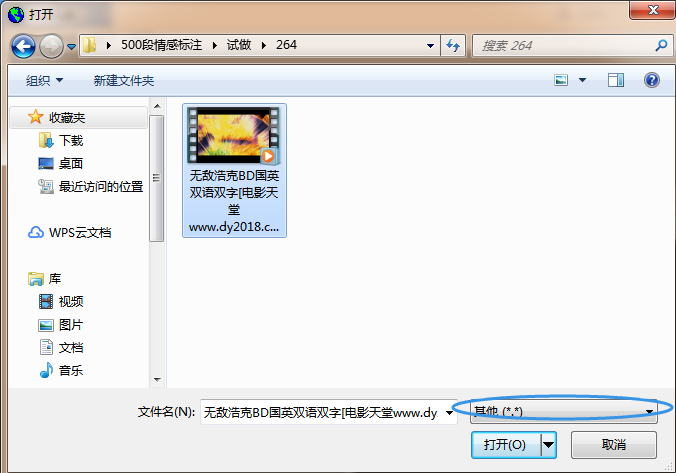 打开
500段情感标注 试做 264
搜索 264
组织 新建文件夹
收藏夹
下载
桌面
最近访问的位置
WPS云文档
库
视频
图片
文档
音乐
无敌浩克BD国英
双语双字[电影天
堂
www.dy2018.c...
文件名(N): 无敌浩克BD国英双语双字[电影天堂www.dy 其他 (*.*)
打开(O) 取消